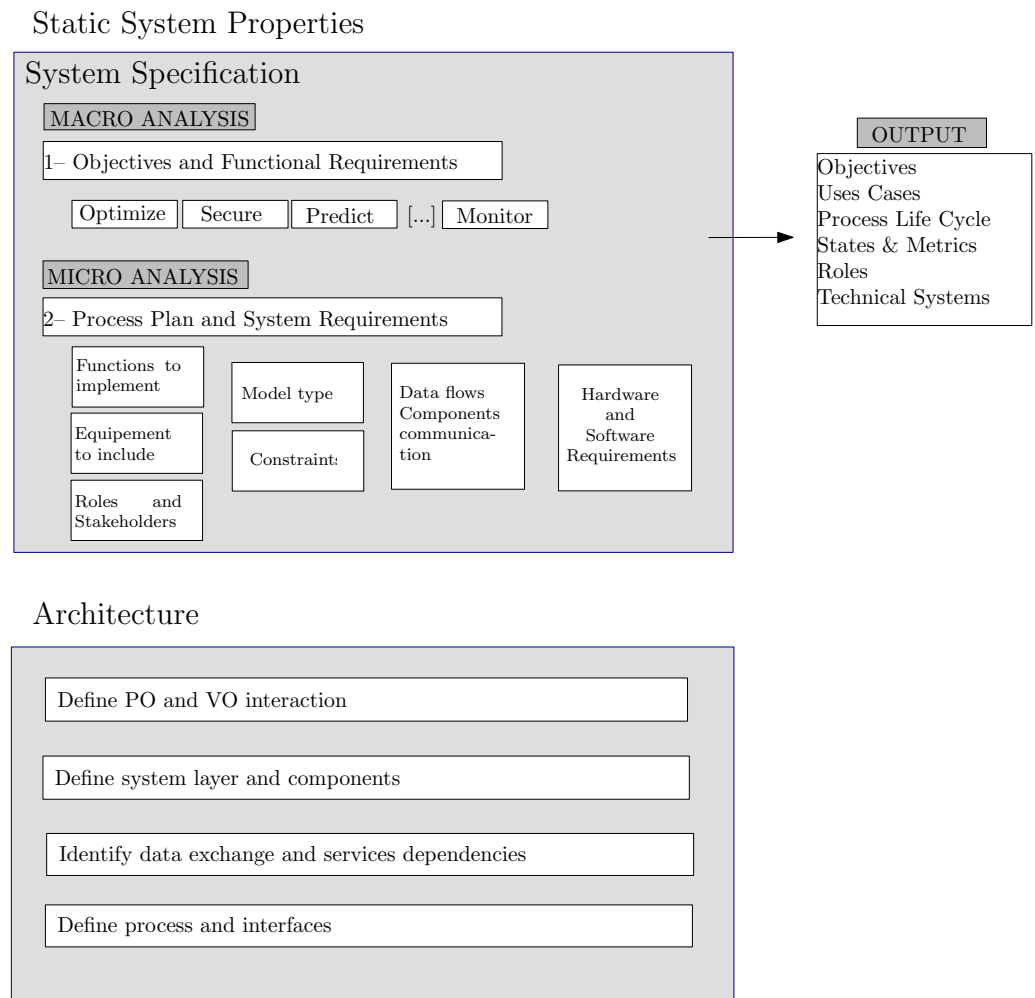 Static System Properties
System Specification
MACRO ANALYSIS
1– Objectives and Functional Requirements
Optimize
Secure
Predict
[...]
Monitor
MICRO ANALYSIS
2– Process Plan and System Requirements
Functions to
implement
Equipement
to include
Roles and
Stakeholders
Model type
Constraints
Data flows
Components
communica-
tion
Hardware
and
Software
Requirements
OUTPUT
Objectives
Uses Cases
Process Life Cycle
States & Metrics
Roles
Technical Systems
Architecture
Define PO and VO interaction
Define system layer and components
Identify data exchange and services dependencies
Define process and interfaces